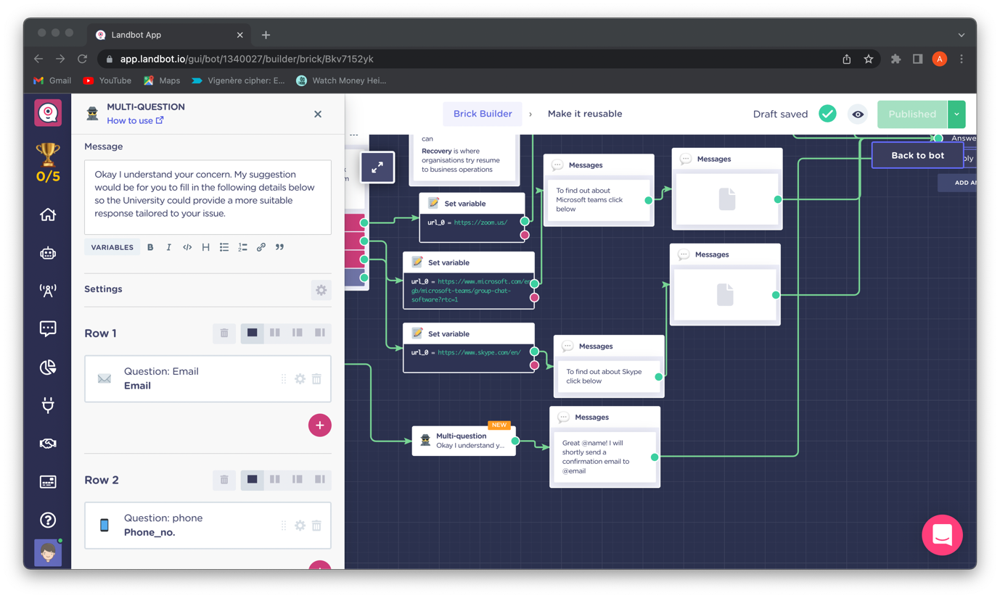 Landbot App
app.landbot.io/gui/bot/1340027/builder/brick/Bkv7152yk
A
Gmail
YouTube
Maps
Vigenère cipher: E...
Watch Money Hei...
0/5
MULTI-QUESTION
How to use
Message
Okay I understand your concern. My suggestion
would be for you to fill in the following details below
so the University could provide a more suitable
response tailored to your issue.
VARIABLES
B
I
</>
H
Settings
Row 1
Question: Email
Email
+
Row 2
Question: phone
Phone_no.
Brick Builder
›
Make it reusable
Draft saved
Published
can
Recovery is where
organisations try resume
to business operations
Set variable
url_0 = https://zoom.us/
Set variable
url_0 = https://www.microsoft.com/en
gb/microsoft-teams/group-chat-
software?rtc=1
Set variable
url_0 = https://www.skype.com/en/
Messages
To find out about
Microsoft teams click
below
Messages
Messages
Messages
To find out about Skype
click below
NEW
Multi-question
Okay I understand y...
Messages
Great @name! I will
shortly send a
confirmation email to
@email
Answe
Back to bot
ply
ADD AN